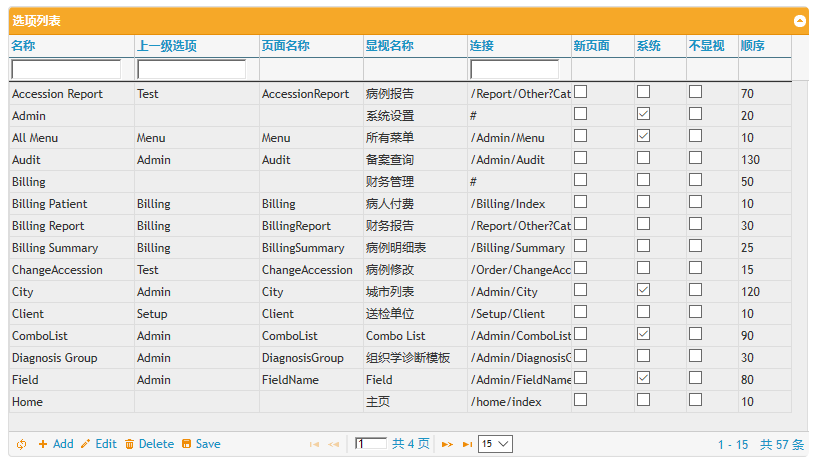 选项列表
名称 上一级选项 页面名称 显视名称 连接 新页面 系统 不显视 顺序
Accession Report Test AccessionReport 病例报告 /Report/Other?Cat 70
Admin 系统设置 # 20
All Menu Menu Menu 所有菜单 /Admin/Menu 10
Audit Admin Audit 备案查询 /Admin/Audit 130
Billing 财务管理 # 50
Billing Patient Billing Billing 病人付费 /Billing/Index 10
Billing Report Billing BillingReport 财务报告 /Report/Other?Cat 30
Billing Summary Billing BillingSummary 病例明细表 /Billing/Summary 25
ChangeAccession Test ChangeAccession 病例修改 /Order/ChangeAcc 15
City Admin City 城市列表 /Admin/City 120
Client Setup Client 送检单位 /Setup/Client 10
ComboList Admin ComboList Combo List /Admin/ComboList 90
Diagnosis Group Admin DiagnosisGroup 组织学诊断模板 /Admin/DiagnosisG 30
Field Admin FieldName Field /Admin/FieldName 80
Home 主页 /home/index 10
Add Edit Delete Save 1 共 4 页 15 1 - 15 共 57 条